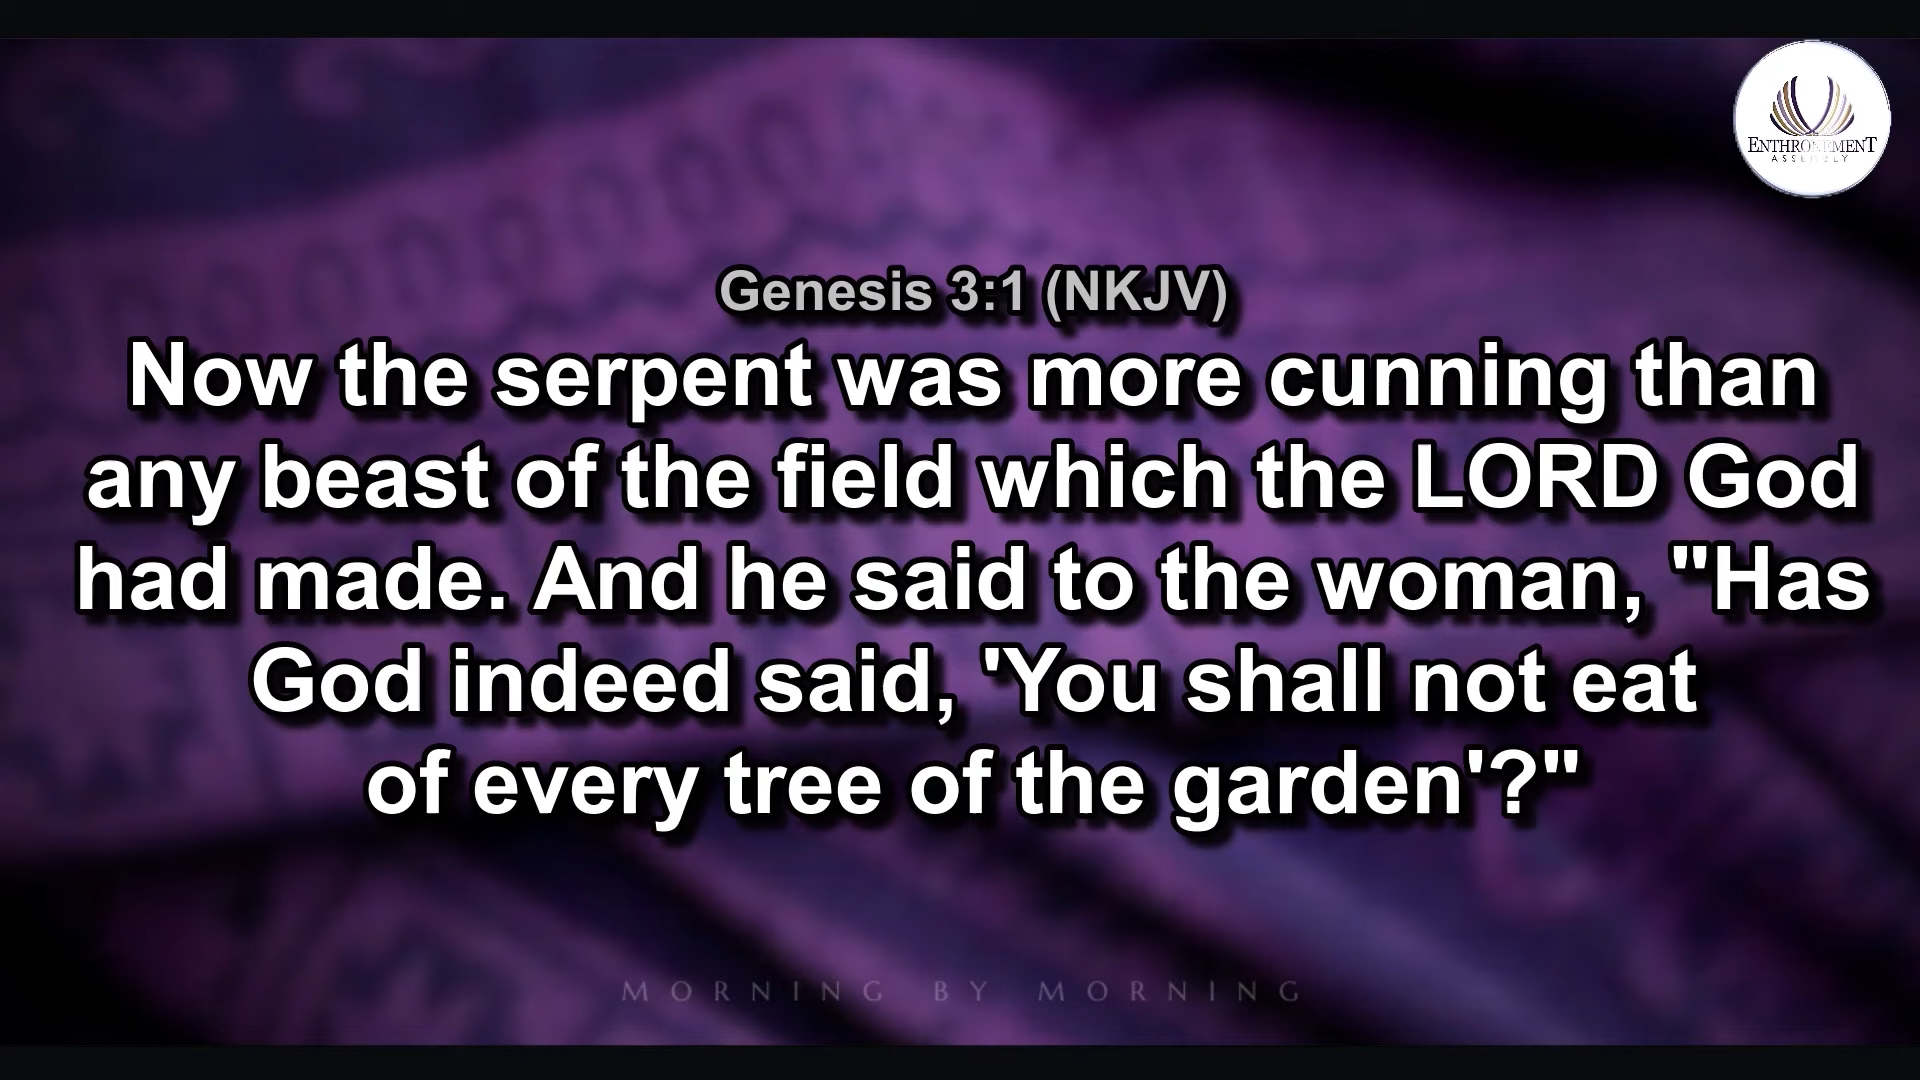 ENTHRONEMENT
ASSEMBLY
Genesis 3:1 (NKJV)
Now the serpent was more cunning than
any beast of the field which the LORD God
had made. And he said to the woman, "Has
God indeed said, 'You shall not eat
of every tree of the garden'?"
MORNING BY MORNING